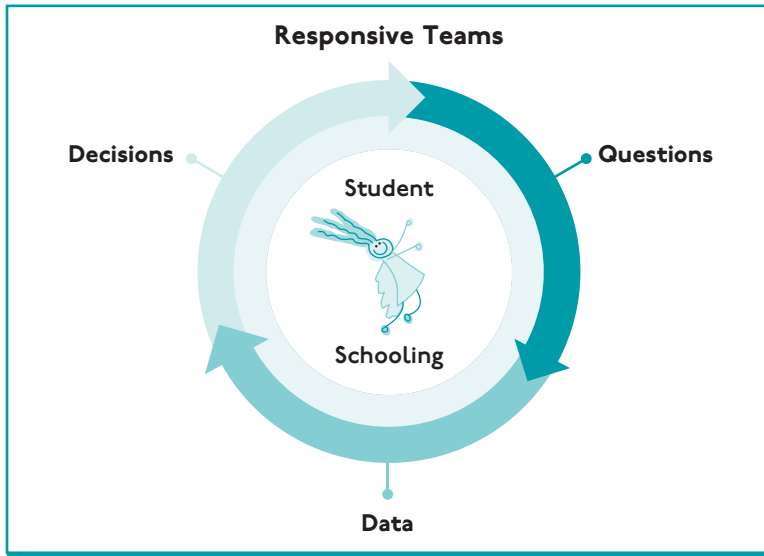 Responsive Teams
Decisions
Questions
Student
Schooling
Data